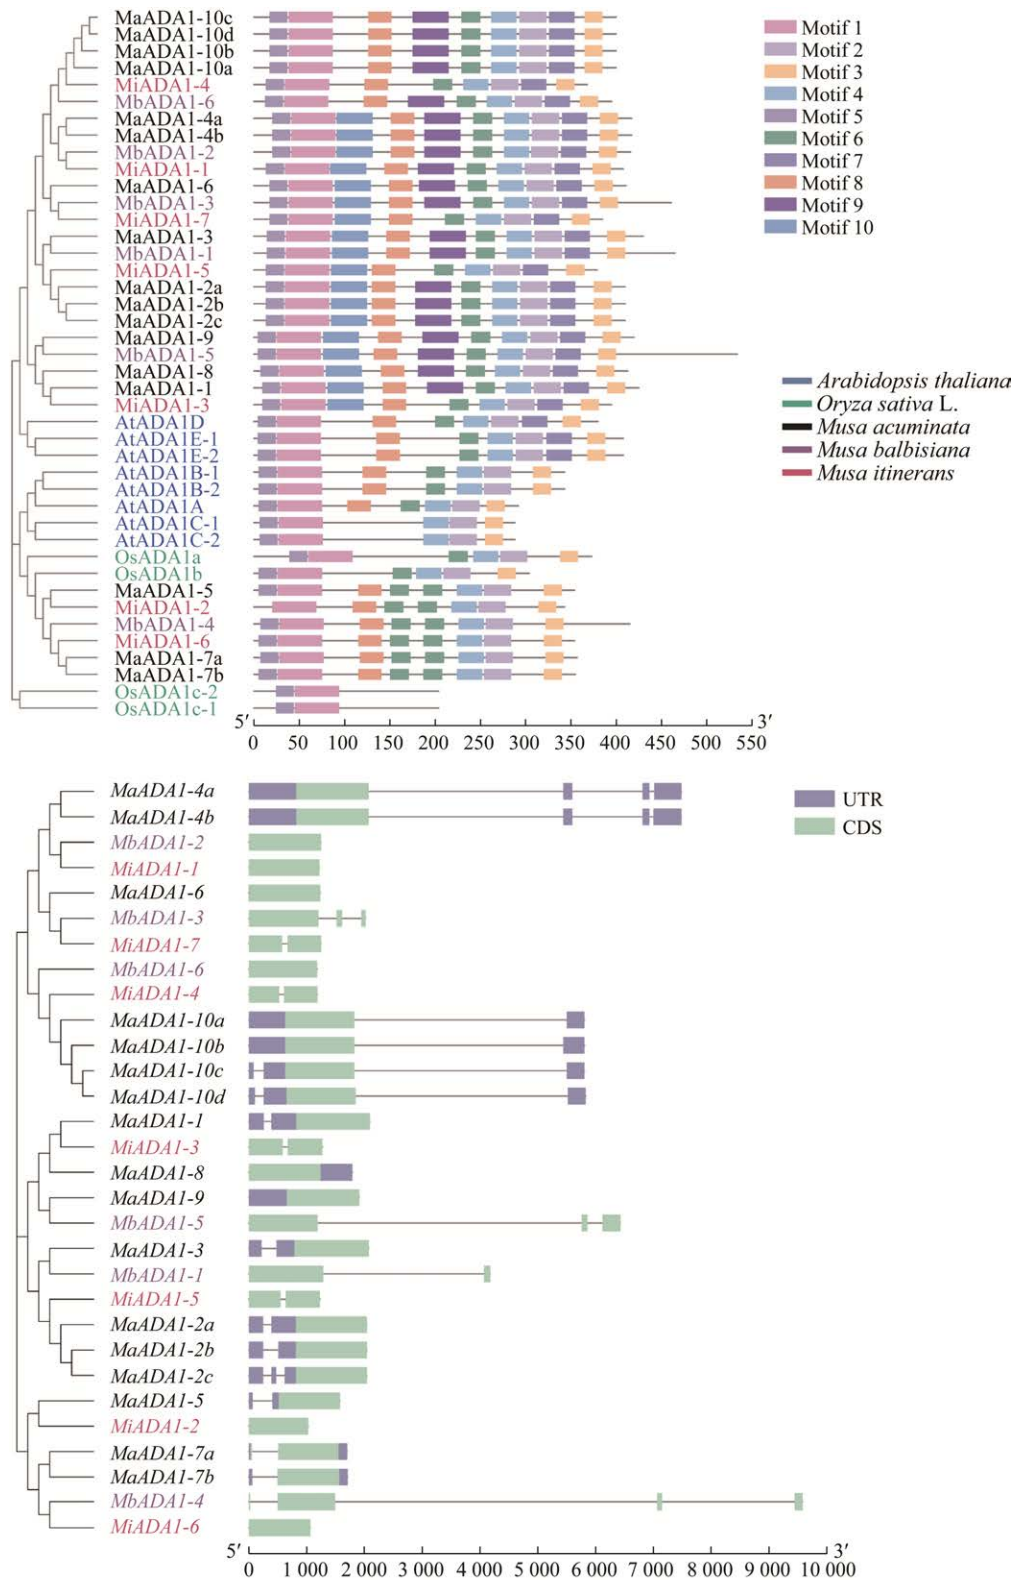 MaADA1-10c
MaADA1-10d
MaADA1-10b
MaADA1-10a
MiADA1-4
MbADA1-6
MaADA1-4a
MaADA1-4b
MbADA1-2
MiADA1-1
MaADA1-6
MbADA1-3
MiADA1-7
MaADA1-3
MbADA1-1
MiADA1-5
MaADA1-2a
MaADA1-2b
MaADA1-2c
MaADA1-9
MbADA1-5
MaADA1-8
MaADA1-1
MiADA1-3
AtADA1D
AtADA1E-1
AtADA1E-2
AtADA1B-1
AtADA1B-2
AtADA1A
AtADA1C-1
AtADA1C-2
OsADA1a
OsADA1b
MaADA1-5
MiADA1-2
MbADA1-4
MiADA1-6
MaADA1-7a
MaADA1-7b
OsADA1c-2
OsADA1c-1
5′ 3′
0 50 100 150 200 250 300 350 400 450 500 550
Motif 1
Motif 2
Motif 3
Motif 4
Motif 5
Motif 6
Motif 7
Motif 8
Motif 9
Motif 10
Arabidopsis thaliana
Oryza sativa L.
Musa acuminata
Musa balbisiana
Musa itinerans
MaADA1-4a
MaADA1-4b
MbADA1-2
MiADA1-1
MaADA1-6
MbADA1-3
MiADA1-7
MbADA1-6
MiADA1-4
MaADA1-10a
MaADA1-10b
MaADA1-10c
MaADA1-10d
MaADA1-1
MiADA1-3
MaADA1-8
MaADA1-9
MbADA1-5
MaADA1-3
MbADA1-1
MiADA1-5
MaADA1-2a
MaADA1-2b
MaADA1-2c
MaADA1-5
MiADA1-2
MaADA1-7a
MaADA1-7b
MbADA1-4
MiADA1-6
UTR
CDS
5′ 3′
0 1 000 2 000 3 000 4 000 5 000 6 000 7 000 8 000 9 000 10 000